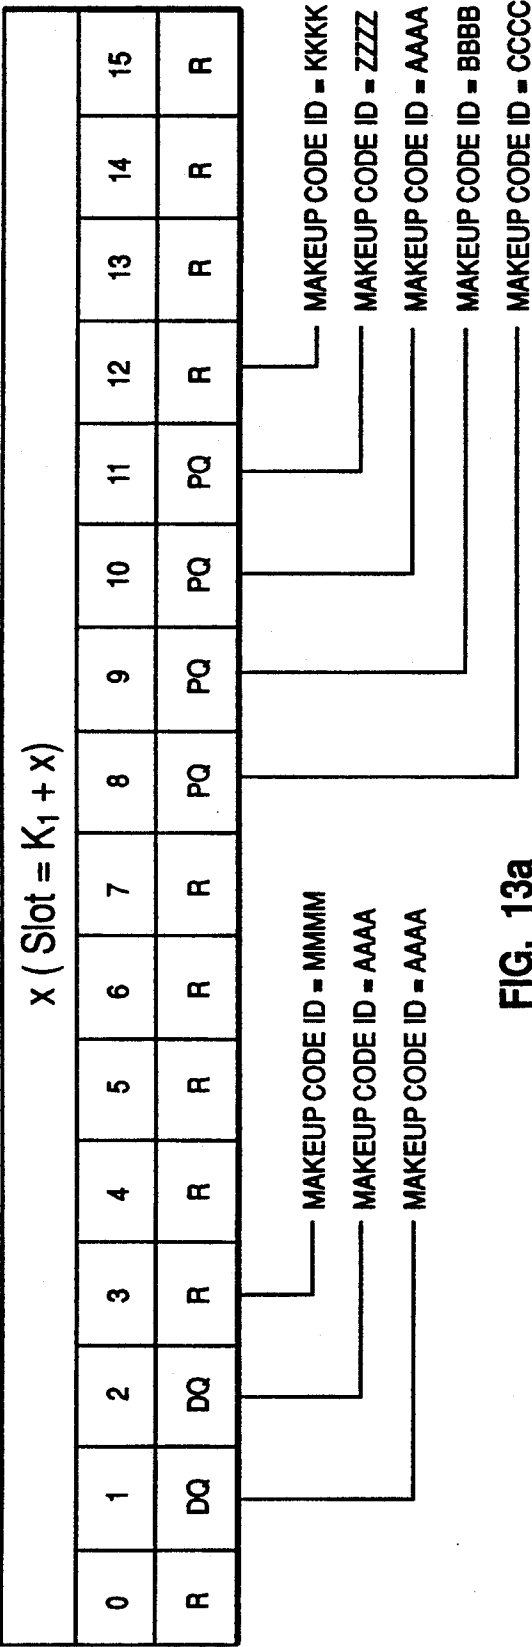 x ( Slot = K1 + x)
0 1 2 3 4 5 6 7 8 9 10 11 12 13 14 15
R DQ DQ R R R R R PQ PQ PQ PQ R R R R
MAKEUP CODE ID = MMMM
MAKEUP CODE ID = AAAA
MAKEUP CODE ID = AAAA
MAKEUP CODE ID = KKKK
MAKEUP CODE ID = ZZZZ
MAKEUP CODE ID = AAAA
MAKEUP CODE ID = BBBB
MAKEUP CODE ID = CCCC
FIG. 13a